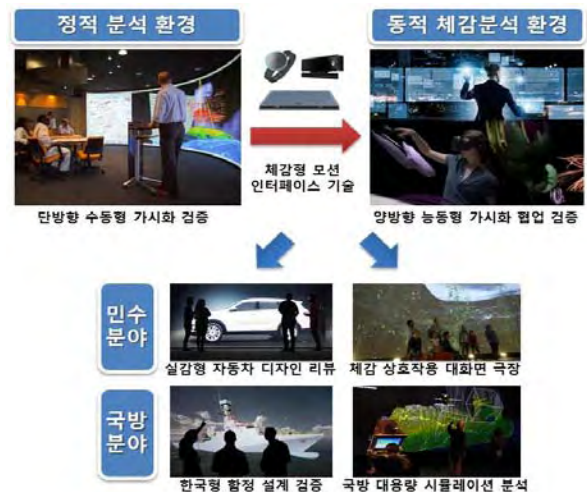 정적 분석 환경
동적 체감분석 환경
체감형 모션
인터페이스 기술
단방향 수동형 가시화 검증
양방향 능동형 가시화 협업 검증
민수
분야
실감형 자동차 디자인 리뷰
체감 상호작용 대화면 극장
국방
분야
한국형 함정 설계 검증
국방 대용량 시뮬레이션 분석